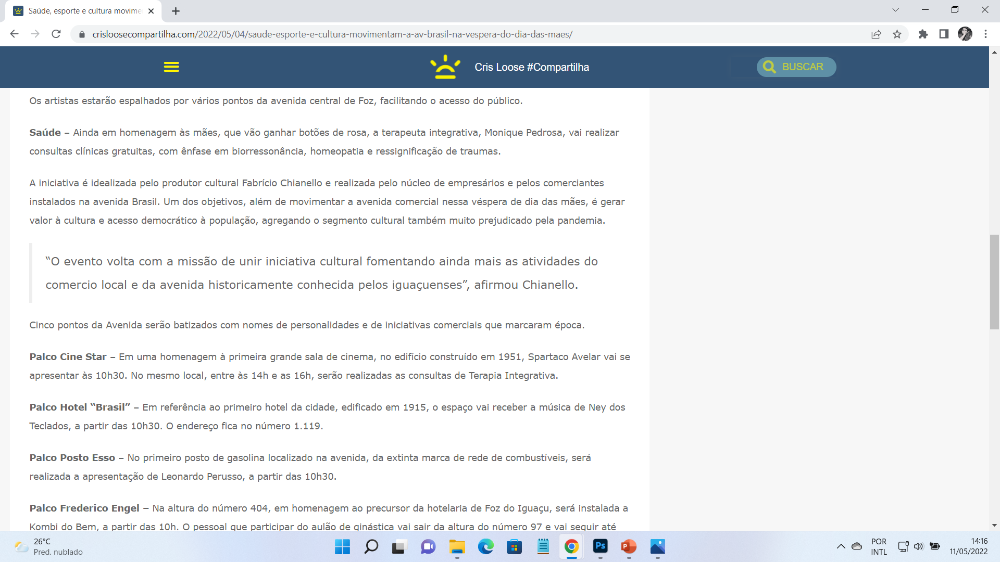 Saúde, esporte e cultura movime
crisloosecompartilha.com/2022/05/04/saude-esporte-e-cultura-movimentam-a-av-brasil-na-vespera-do-dia-das-maes/
Cris Loose #Compartilha
BUSCAR
Os artistas estarão espalhados por vários pontos da avenida central de Foz, facilitando o acesso do público.
Saúde – Ainda em homenagem às mães, que vão ganhar botões de rosa, a terapeuta integrativa, Monique Pedrosa, vai realizar
consultas clínicas gratuitas, com ênfase em biorressonância, homeopatia e ressignificação de traumas.
A iniciativa é idealizada pelo produtor cultural Fabrício Chianello e realizada pelo núcleo de empresários e pelos comerciantes
instalados na avenida Brasil. Um dos objetivos, além de movimentar a avenida comercial nessa véspera de dia das mães, é gerar
valor à cultura e acesso democrático à população, agregando o segmento cultural também muito prejudicado pela pandemia.
“O evento volta com a missão de unir iniciativa cultural fomentando ainda mais as atividades do
comercio local e da avenida historicamente conhecida pelos iguaçuenses”, afirmou Chianello.
Cinco pontos da Avenida serão batizados com nomes de personalidades e de iniciativas comerciais que marcaram época.
Palco Cine Star – Em uma homenagem à primeira grande sala de cinema, no edifício construído em 1951, Spartaco Avelar vai se
apresentar às 10h30. No mesmo local, entre às 14h e as 16h, serão realizadas as consultas de Terapia Integrativa.
Palco Hotel “Brasil” – Em referência ao primeiro hotel da cidade, edificado em 1915, o espaço vai receber a música de Ney dos
Teclados, a partir das 10h30. O endereço fica no número 1.119.
Palco Posto Esso – No primeiro posto de gasolina localizado na avenida, da extinta marca de rede de combustíveis, será
realizada a apresentação de Leonardo Perusso, a partir das 10h30.
Palco Frederico Engel – Na altura do número 404, em homenagem ao precursor da hotelaria de Foz do Iguaçu, será instalada a
Kombi do Bem, a partir das 10h. O pessoal que participar do aulão de ginástica vai sair da altura do número 97 e vai seguir até
26°C
Pred. nublado
Ps
P
POR
INTL
14:16
11/05/2022